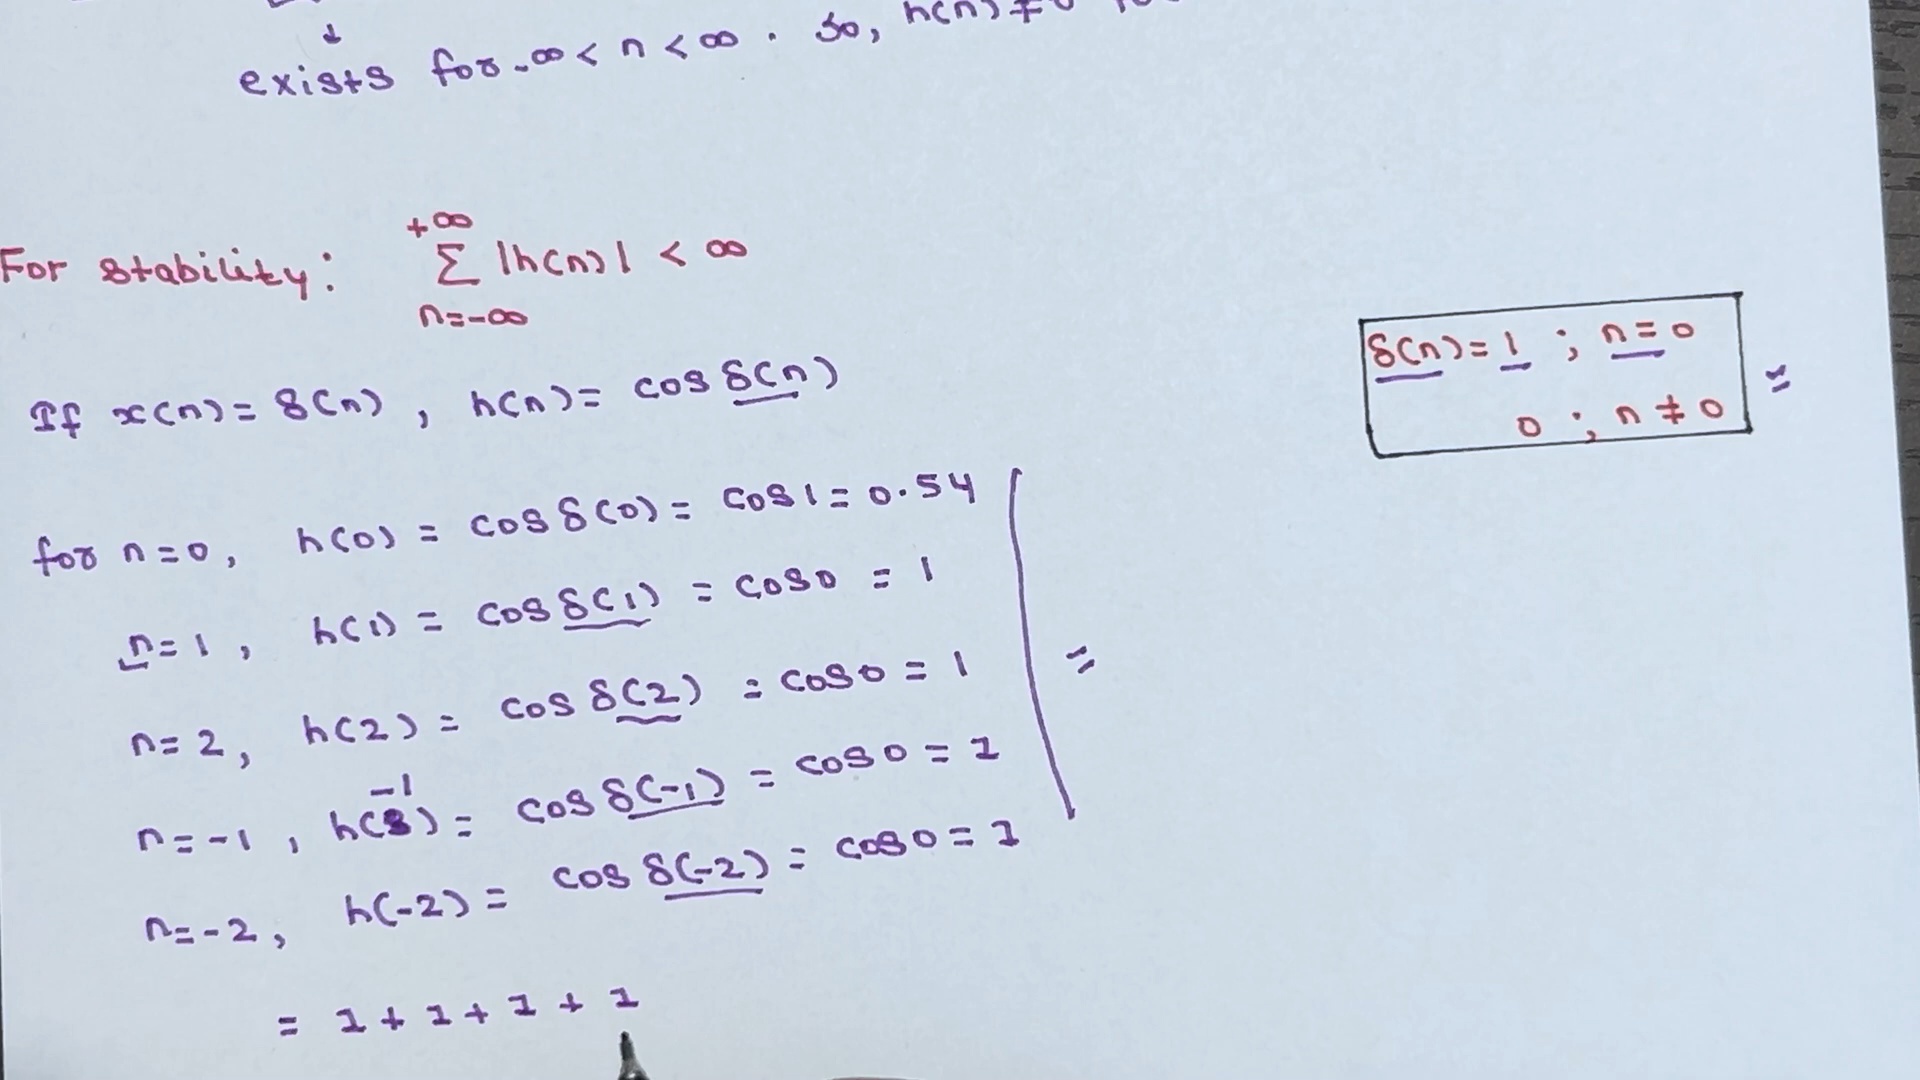 exists for -∞ < n < ∞ . So, h(n) ≠ 0
+∞
For stability: Σ |h(n)| < ∞
n=-∞
δ(n) = 1 ; n = 0
0 ; n ≠ 0
If x(n) = δ(n) , h(n) = cos δ(n)
for n=0, h(0) = cos δ(0) = cos 1 = 0.54
n=1 , h(1) = cos δ(1) = cos 0 = 1
n=2, h(2) = cos δ(2) = cos 0 = 1
-1
n=-1 , h(3) = cos δ(-1) = cos 0 = 1
n=-2, h(-2) = cos δ(-2) = cos 0 = 1
= 1 + 1 + 1 + 1